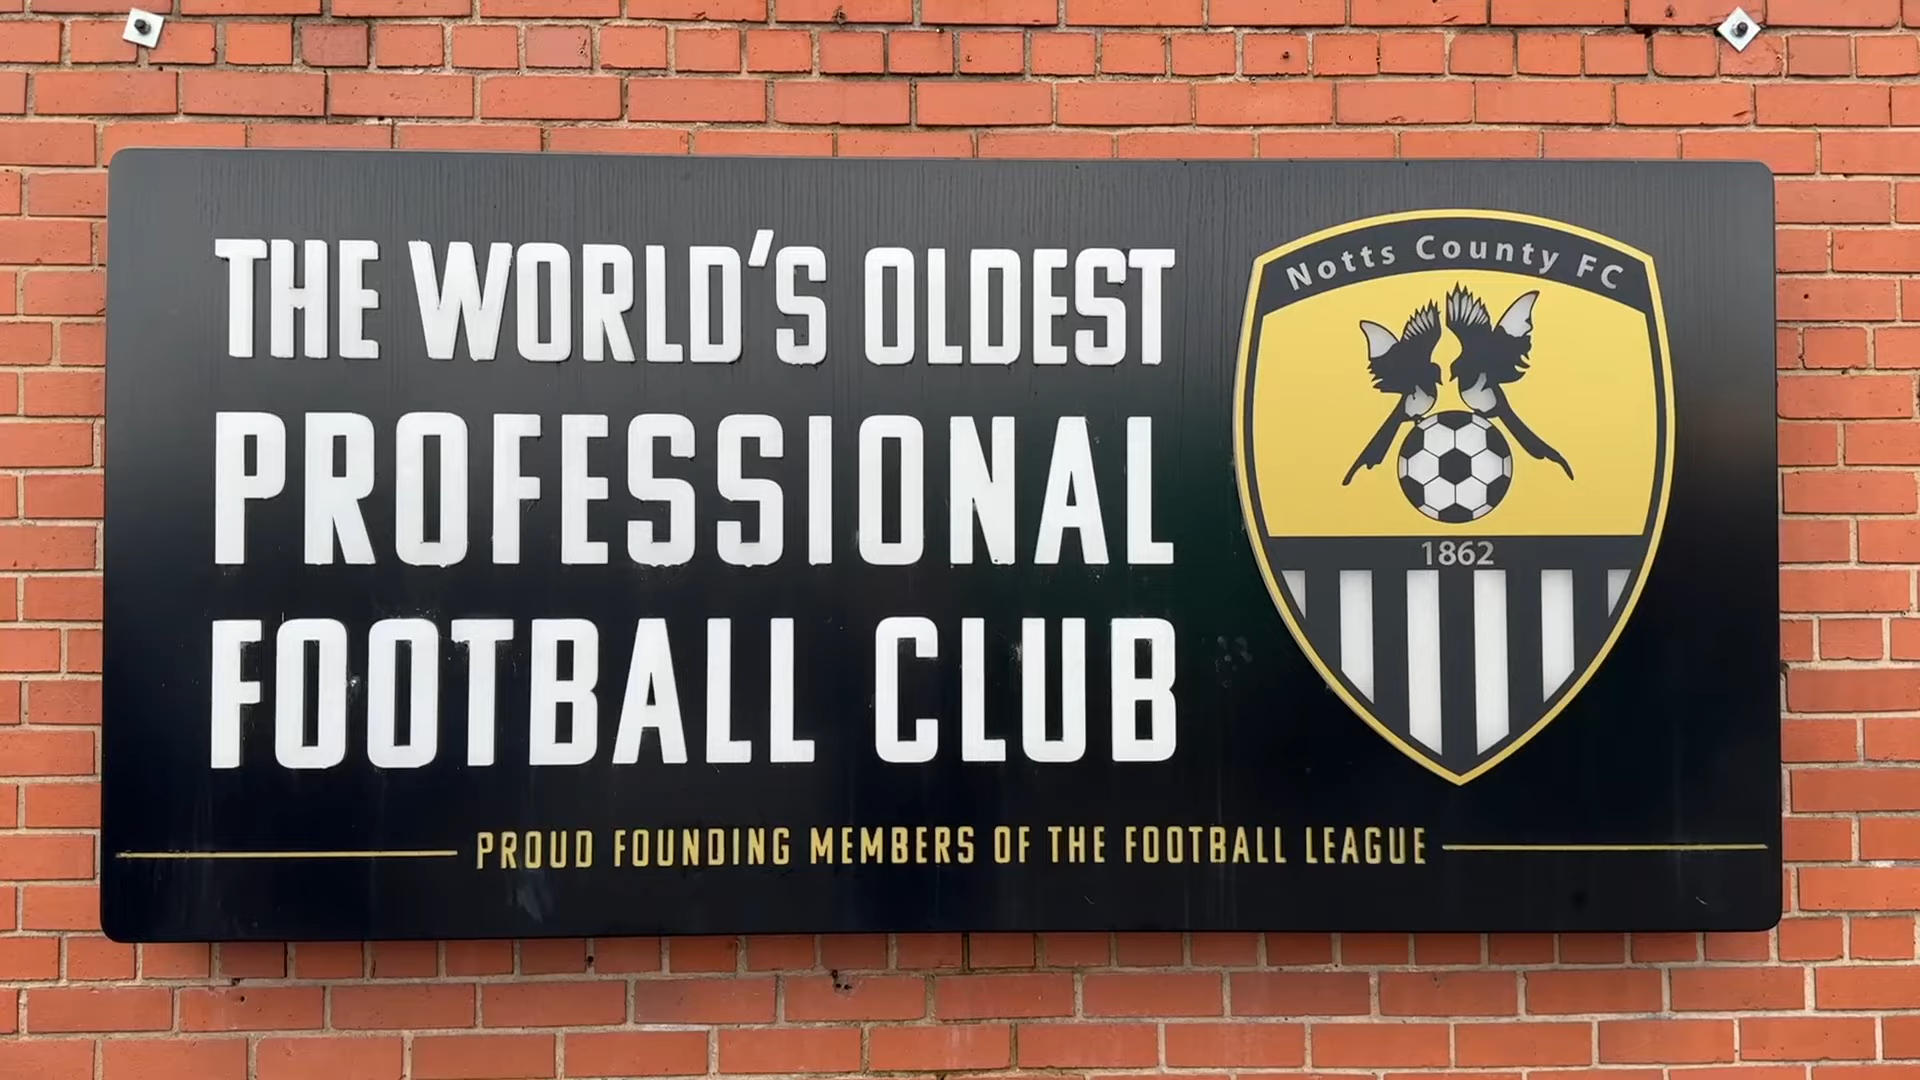 THE WORLD'S OLDEST
PROFESSIONAL
FOOTBALL CLUB
PROUD FOUNDING MEMBERS OF THE FOOTBALL LEAGUE
Notts County FC
1862